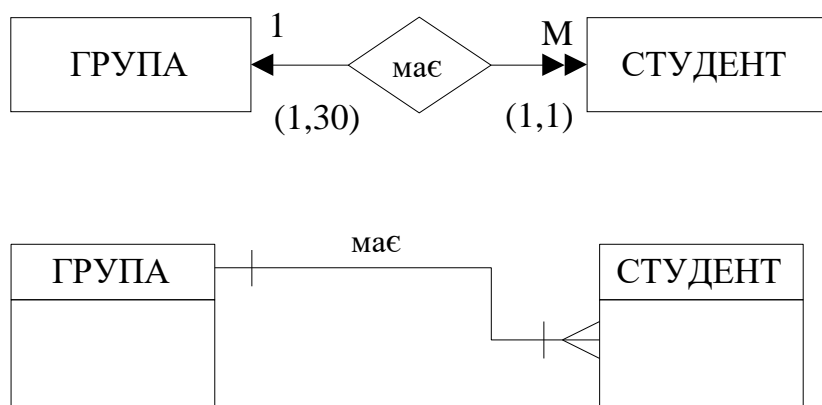 1 M
ГРУПА має СТУДЕНТ
(1,30) (1,1)
має
ГРУПА СТУДЕНТ